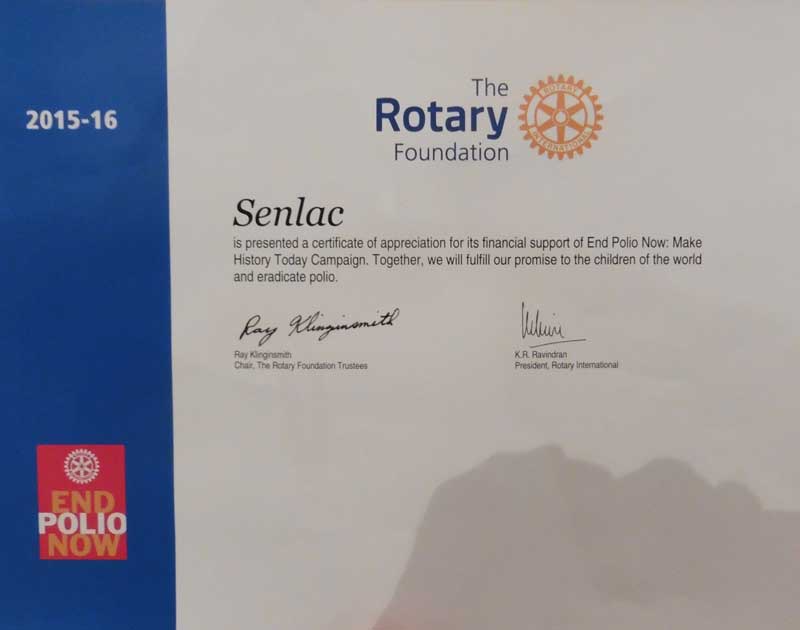 2015-16
The
Rotary
Foundation
ROTARY
INTERNATIONAL
Senlac
is presented a certificate of appreciation for its financial support of End Polio Now: Make
History Today Campaign. Together, we will fulfill our promise to the children of the world
and eradicate polio.
Ray Klinginsmith
Ray Klinginsmith
Chair, The Rotary Foundation Trustees
K.R. Ravindran
President, Rotary International
END
POLIO
NOW